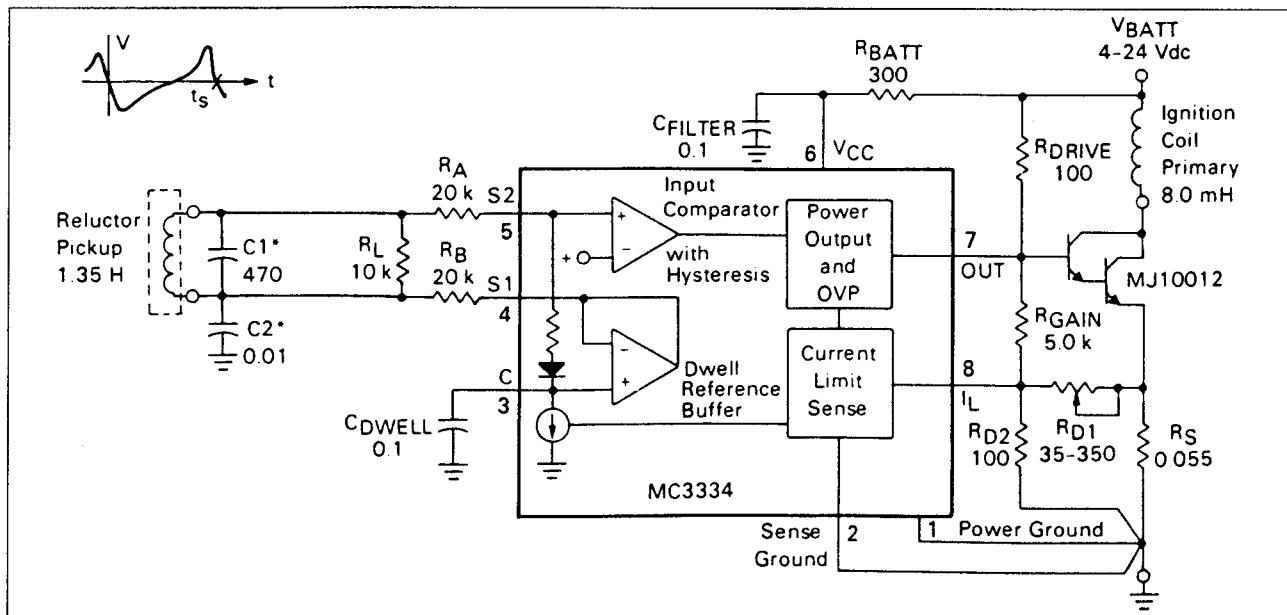 V
t
tS
VBATT
4–24 Vdc
RBATT
300
CFILTER
0.1
6 VCC
RDRIVE
100
Ignition
Coil
Primary
8.0 mH
RA
20 k
S2
5
Input
Comparator
with
Hysteresis
+
−
+
Power
Output
and
OVP
7
OUT
MJ10012
Reluctor
Pickup
1.35 H
C1*
470
RL
10 k
RB
20 k
S1
4
C2*
0.01
RGAIN
5.0 k
−
+
Dwell
Reference
Buffer
Current
Limit
Sense
8
IL
C
3
CDWELL
0.1
RD2
100
RD1
35–350
RS
0.055
MC3334
Sense
Ground
2
1
Power Ground